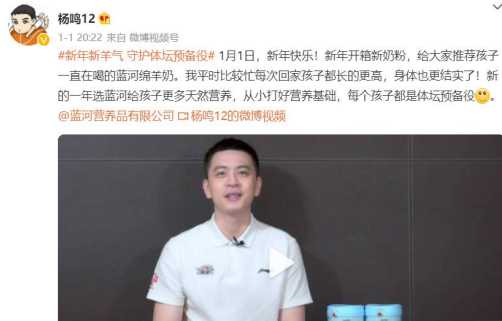 杨鸣12
1-1 20:22 来自 微博视频号
#新年新羊气 守护体坛预备役# 1月1日，新年快乐！新年开箱新奶粉，给大家推荐孩子
一直在喝的蓝河绵羊奶。我平时比较忙每次回家孩子都长的更高，身体也更结实了！新
的一年选蓝河给孩子更多天然营养，从小打好营养基础，每个孩子都是体坛预备役。
@蓝河营养品有限公司 杨鸣12的微博视频